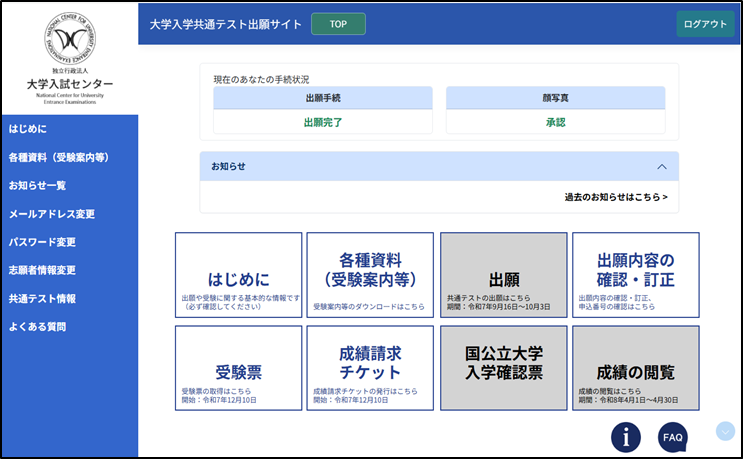 NATIONAL CENTER FOR UNIVERSITY ENTRANCE EXAMINATIONS
独立行政法人
大学入試センター
National Center for University
Entrance Examinations
はじめに
各種資料（受験案内等）
お知らせ一覧
メールアドレス変更
パスワード変更
志願者情報変更
共通テスト情報
よくある質問
大学入学共通テスト出願サイト
TOP
ログアウト
現在のあなたの手続状況
出願手続
顔写真
出願完了
承認
お知らせ
過去のお知らせはこちら >
はじめに
出願や受験に関する基本的な情報です
（必ず確認してください）
各種資料
（受験案内等）
受験案内等のダウンロードはこちら
出願
共通テストの出願はこちら
期間：令和7年9月16日～10月3日
出願内容の
確認・訂正
出願内容の確認・訂正、
申込番号の確認はこちら
受験票
受験票の取得はこちら
開始：令和7年12月10日
成績請求
チケット
成績請求チケットの発行はこちら
開始：令和7年12月10日
国公立大学
入学確認票
成績の閲覧
成績の閲覧はこちら
期間：令和8年4月1日～4月30日
i
FAQ